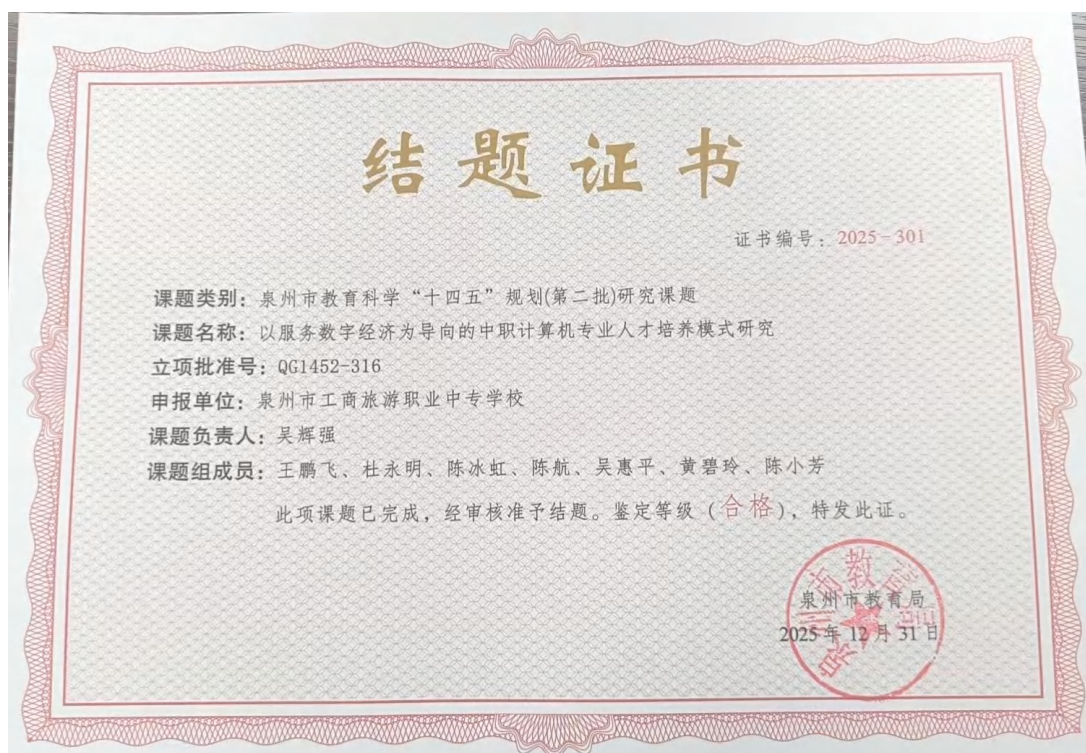 结题证书
证书编号：2025-301
课题类别：泉州市教育科学“十四五”规划(第二批)研究课题
课题名称：以服务数字经济为导向的中职计算机专业人才培养模式研究
立项批准号：QG1452-316
申报单位：泉州市工商旅游职业中专学校
课题负责人：吴辉强
课题组成员：王鹏飞、杜永明、陈冰虹、陈航、吴惠平、黄碧玲、陈小芳
此项课题已完成，经审核准予结题。鉴定等级（合格），特发此证。
泉州市教育局
泉州市教育局
2025年12月31日